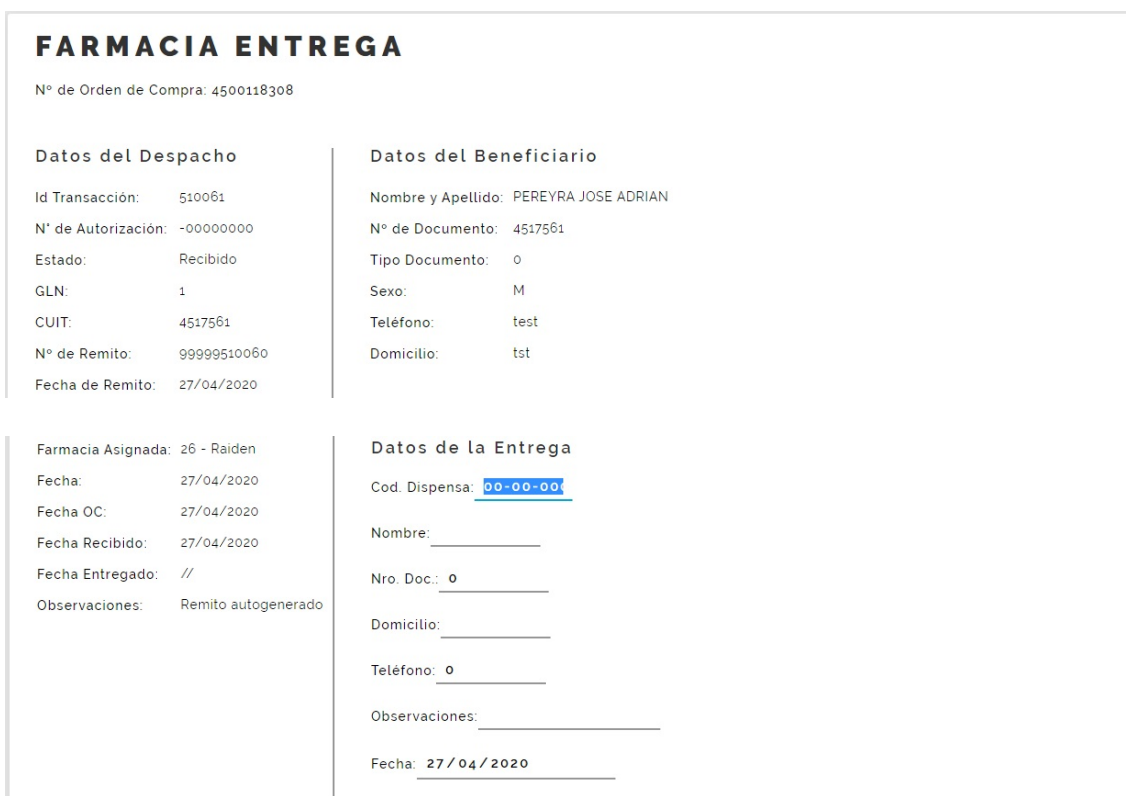 FARMACIA ENTREGA
Nº de Orden de Compra: 4500118308
Datos del Despacho
Id Transacción: 510061
N° de Autorización: -00000000
Estado: Recibido
GLN: 1
CUIT: 4517561
Nº de Remito: 99999510060
Fecha de Remito: 27/04/2020
Datos del Beneficiario
Nombre y Apellido: PEREYRA JOSE ADRIAN
Nº de Documento: 4517561
Tipo Documento: 0
Sexo: M
Teléfono: test
Domicilio: tst
Farmacia Asignada: 26 - Raiden
Fecha: 27/04/2020
Fecha OC: 27/04/2020
Fecha Recibido: 27/04/2020
Fecha Entregado: //
Observaciones: Remito autogenerado
Datos de la Entrega
Cod. Dispensa: 00-00-000
Nombre:
Nro. Doc.: 0
Domicilio:
Teléfono: 0
Observaciones:
Fecha: 27/04/2020